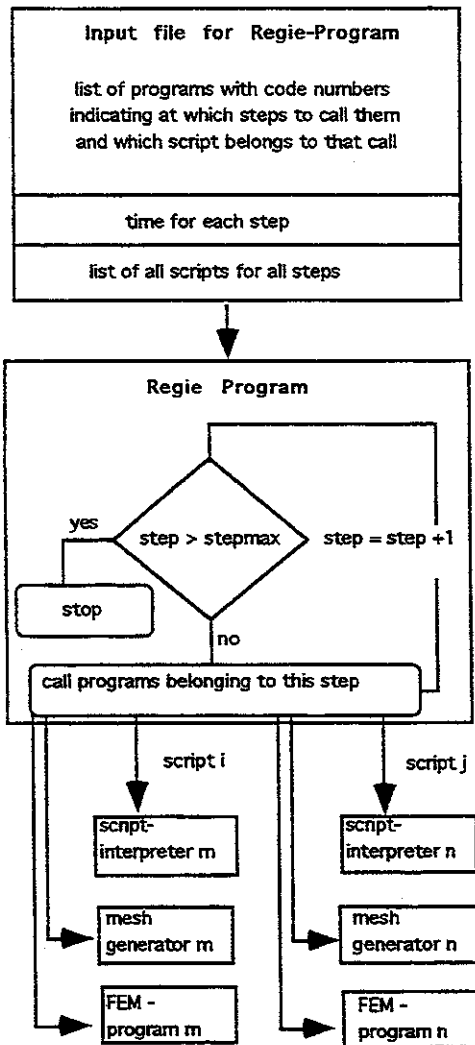 Input file for Regie-Program
list of programs with code numbers
indicating at which steps to call them
and which script belongs to that call
time for each step
list of all scripts for all steps
Regie Program
yes
step > stepmax
step = step +1
stop
no
call programs belonging to this step
script i
script j
script-
interpreter m
script-
interpreter n
mesh
generator m
mesh
generator n
FEM -
program m
FEM -
program n